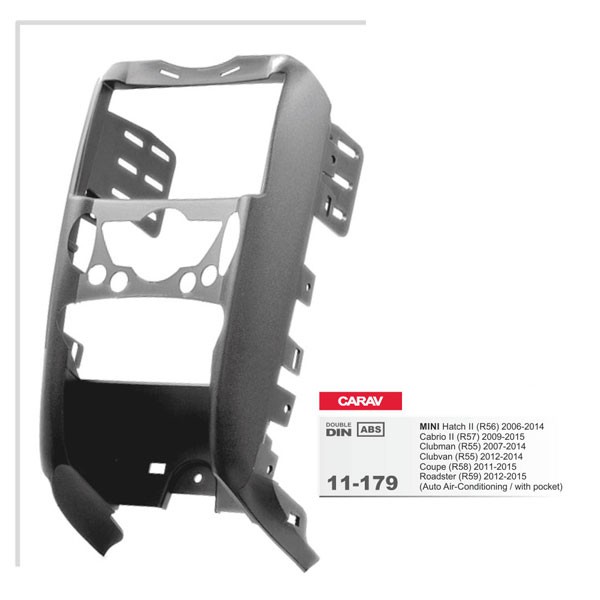 CARAV
DOUBLE
DIN ABS
11-179
MINI Hatch II (R56) 2006-2014
Cabrio II (R57) 2009-2015
Clubman (R55) 2007-2014
Clubvan (R55) 2012-2014
Coupe (R58) 2011-2015
Roadster (R59) 2012-2015
(Auto Air-Conditioning / with pocket)